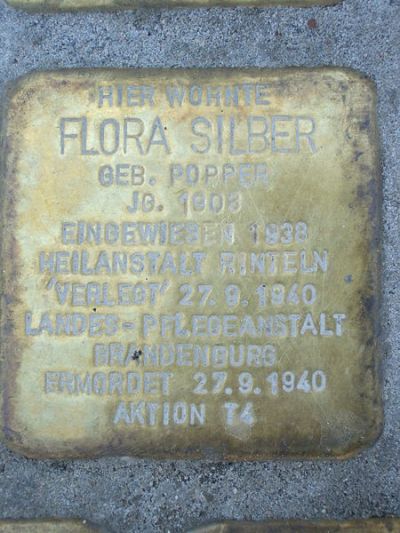 HIER WOHNTE
FLORA SILBER
GEB. POPPER
JG. 1908
EINGEWIESEN 1938
HEILANSTALT RINTELN
'VERLEGT' 27.9.1940
LANDES-PFLEGEANSTALT
BRANDENBURG
ERMORDET 27.9.1940
AKTION T4